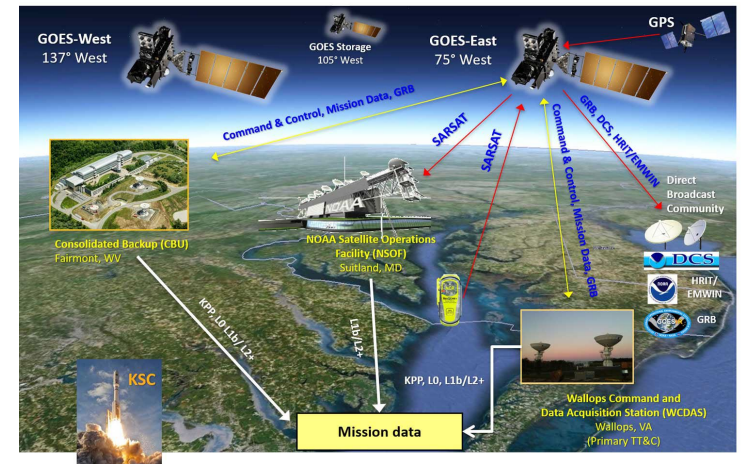 GOES-West
137° West
GOES Storage
105° West
GOES-East
75° West
GPS
Command & Control, Mission Data, GRB
SARSAT
SARSAT
Command & Control, Mission Data, GRB
GRB, DCS, HRIT/EMWIN
Direct
Broadcast
Community
DCS
HRIT/
EMWIN
GRB
NOAA
GOES
Consolidated Backup (CBU)
Fairmont, WV
NOAA Satellite Operations
Facility (NSOF)
Suitland, MD
KPP, L0 L1b/ L2+
L1b/L2+
KPP, L0, L1b/L2+
Wallops Command and
Data Acquisition Station (WCDAS)
Wallops, VA
(Primary TT&C)
KSC
Mission data